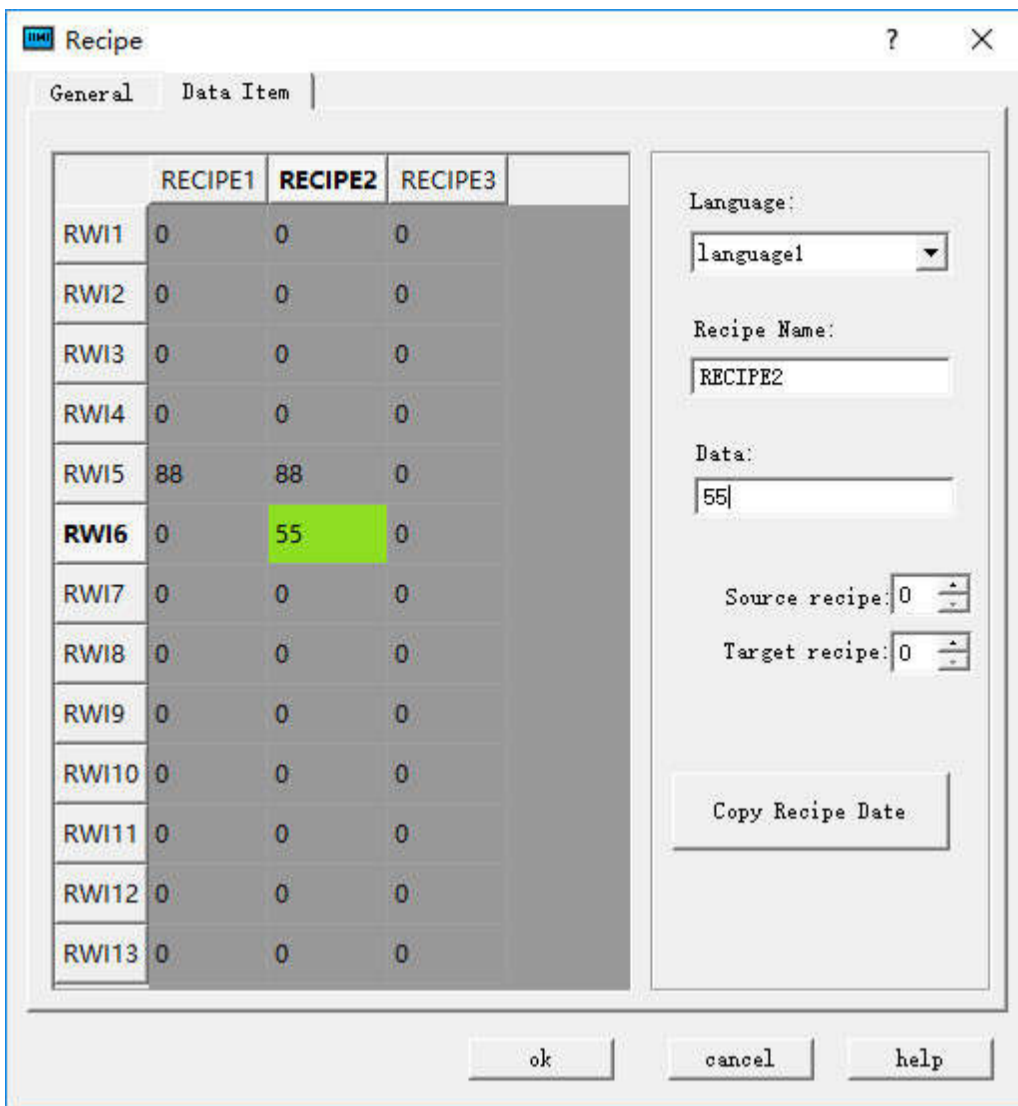 Recipe
General Data Item
RECIPE1 RECIPE2 RECIPE3
RWI1 0 0 0
RWI2 0 0 0
RWI3 0 0 0
RWI4 0 0 0
RWI5 88 88 0
RWI6 0 55 0
RWI7 0 0 0
RWI8 0 0 0
RWI9 0 0 0
RWI10 0 0 0
RWI11 0 0 0
RWI12 0 0 0
RWI13 0 0 0
Language:
language1
Recipe Name:
RECIPE2
Data:
55
Source recipe: 0
Target recipe: 0
Copy Recipe Date
ok cancel help